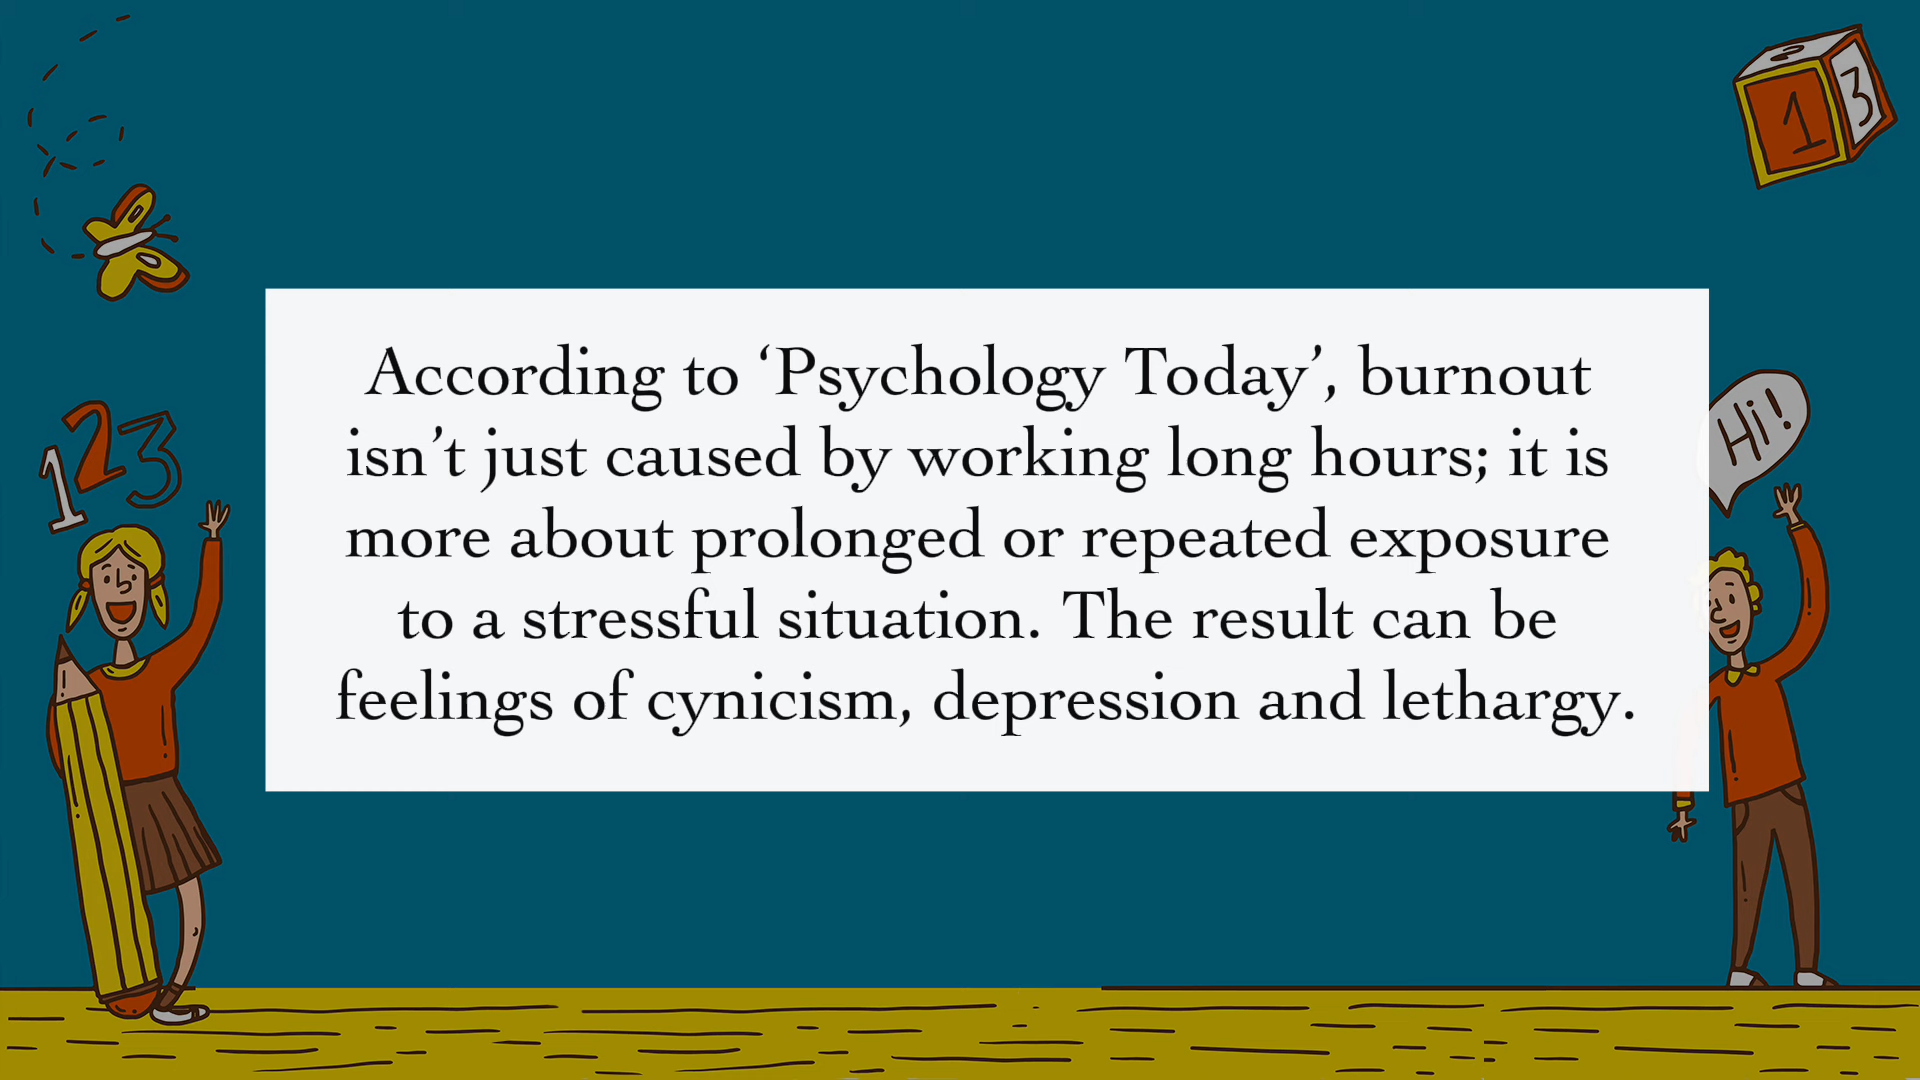 1 3
2
123
Hi!
According to ‘Psychology Today’, burnout
isn’t just caused by working long hours; it is
more about prolonged or repeated exposure
to a stressful situation. The result can be
feelings of cynicism, depression and lethargy.